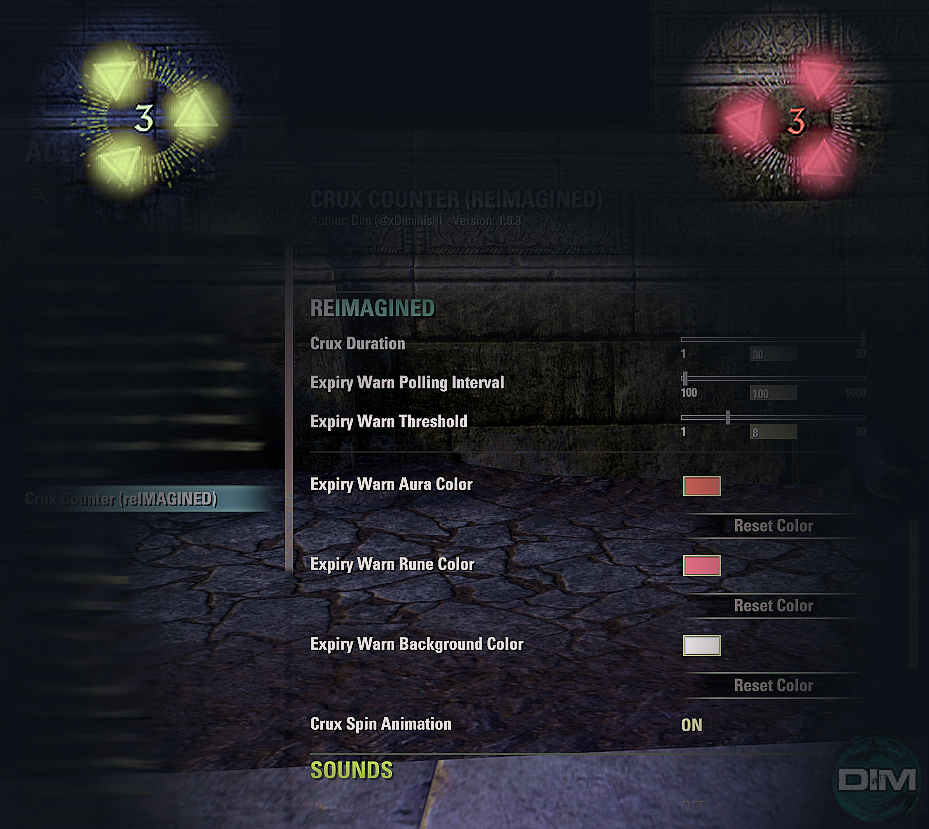 3
3
CRUX COUNTER (REIMAGINED)
Author: Dim (@xDiminish) - Version: 1.0.3
REIMAGINED
Crux Duration
1 30 30
Expiry Warn Polling Interval
100 100 1000
Expiry Warn Threshold
1 8 30
Crux Counter (reIMAGINED)
Expiry Warn Aura Color
Reset Color
Expiry Warn Rune Color
Reset Color
Expiry Warn Background Color
Reset Color
Crux Spin Animation ON
SOUNDS
OFF
DIM